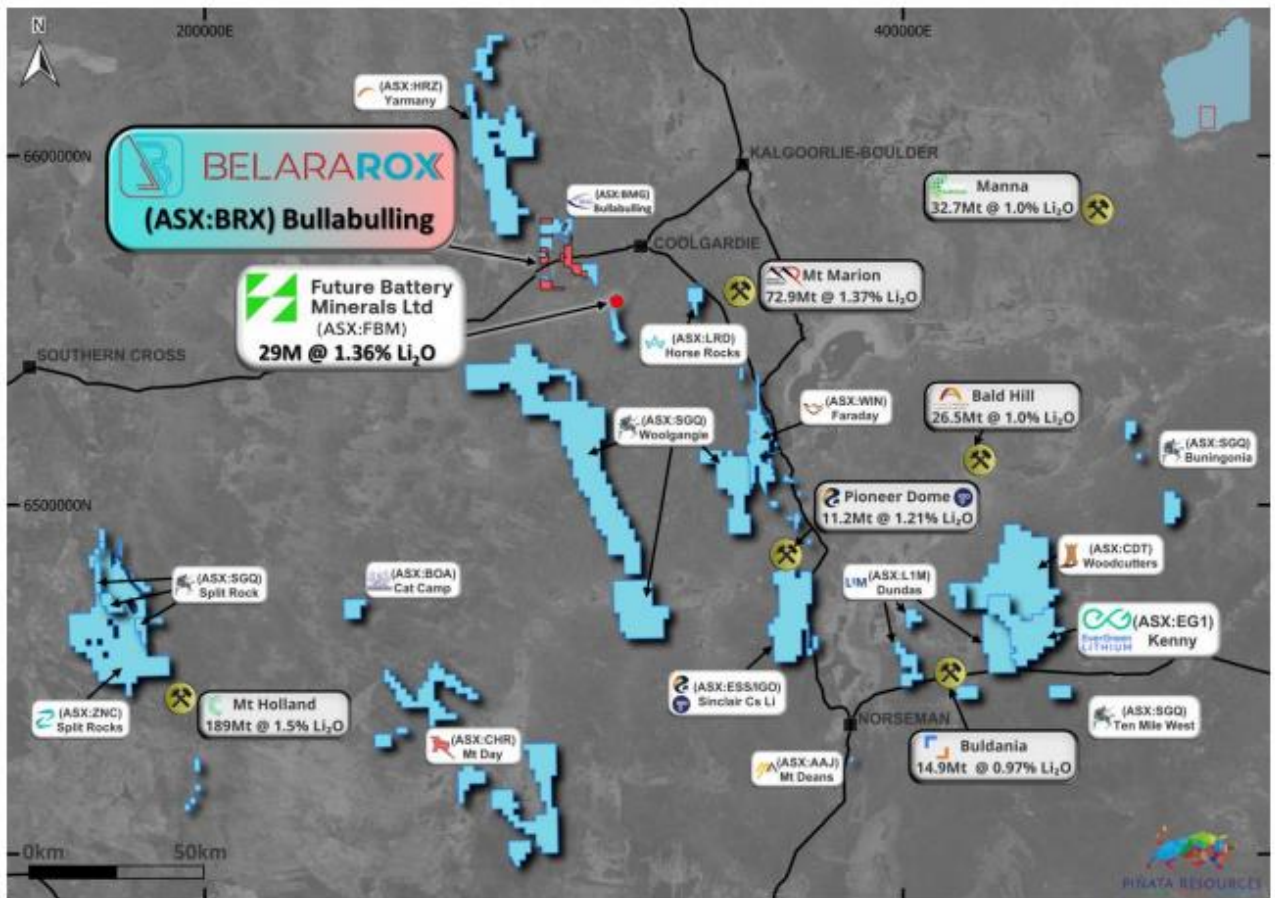 N
200000E
400000E
(ASX:HRZ)
Yarmany
6600000N
BELARAROX
(ASX:BRX) Bullabulling
(ASX:BMG)
Bullabulling
KALGOORLIE-BOULDER
COOLGARDIE
Manna
32.7Mt @ 1.0% Li₂O
Mt Marion
72.9Mt @ 1.37% Li₂O
Future Battery
Minerals Ltd
(ASX:FBM)
29M @ 1.36% Li₂O
(ASX:LRD)
Horse Rocks
SOUTHERN CROSS
(ASX:SGQ)
Woolgangie
(ASX:WIN)
Faraday
Bald Hill
26.5Mt @ 1.0% Li₂O
(ASX:SGQ)
Buningonia
6500000N
Pioneer Dome
11.2Mt @ 1.21% Li₂O
(ASX:SGQ)
Split Rock
(ASX:BOA)
Cat Camp
L1M
(ASX:L1M)
Dundas
(ASX:CDT)
Woodcutters
EverGreen
LITHIUM
(ASX:EG1)
Kenny
(ASX:ZNC)
Split Rocks
Mt Holland
189Mt @ 1.5% Li₂O
(ASX:ESS/IGO)
Sinclair Cs Li
(ASX:SGQ)
Ten Mile West
NORSEMAN
(ASX:CHR)
Mt Day
(ASX:AAJ)
Mt Deans
Buldania
14.9Mt @ 0.97% Li₂O
0km
50km
PIÑATA RESOURCES